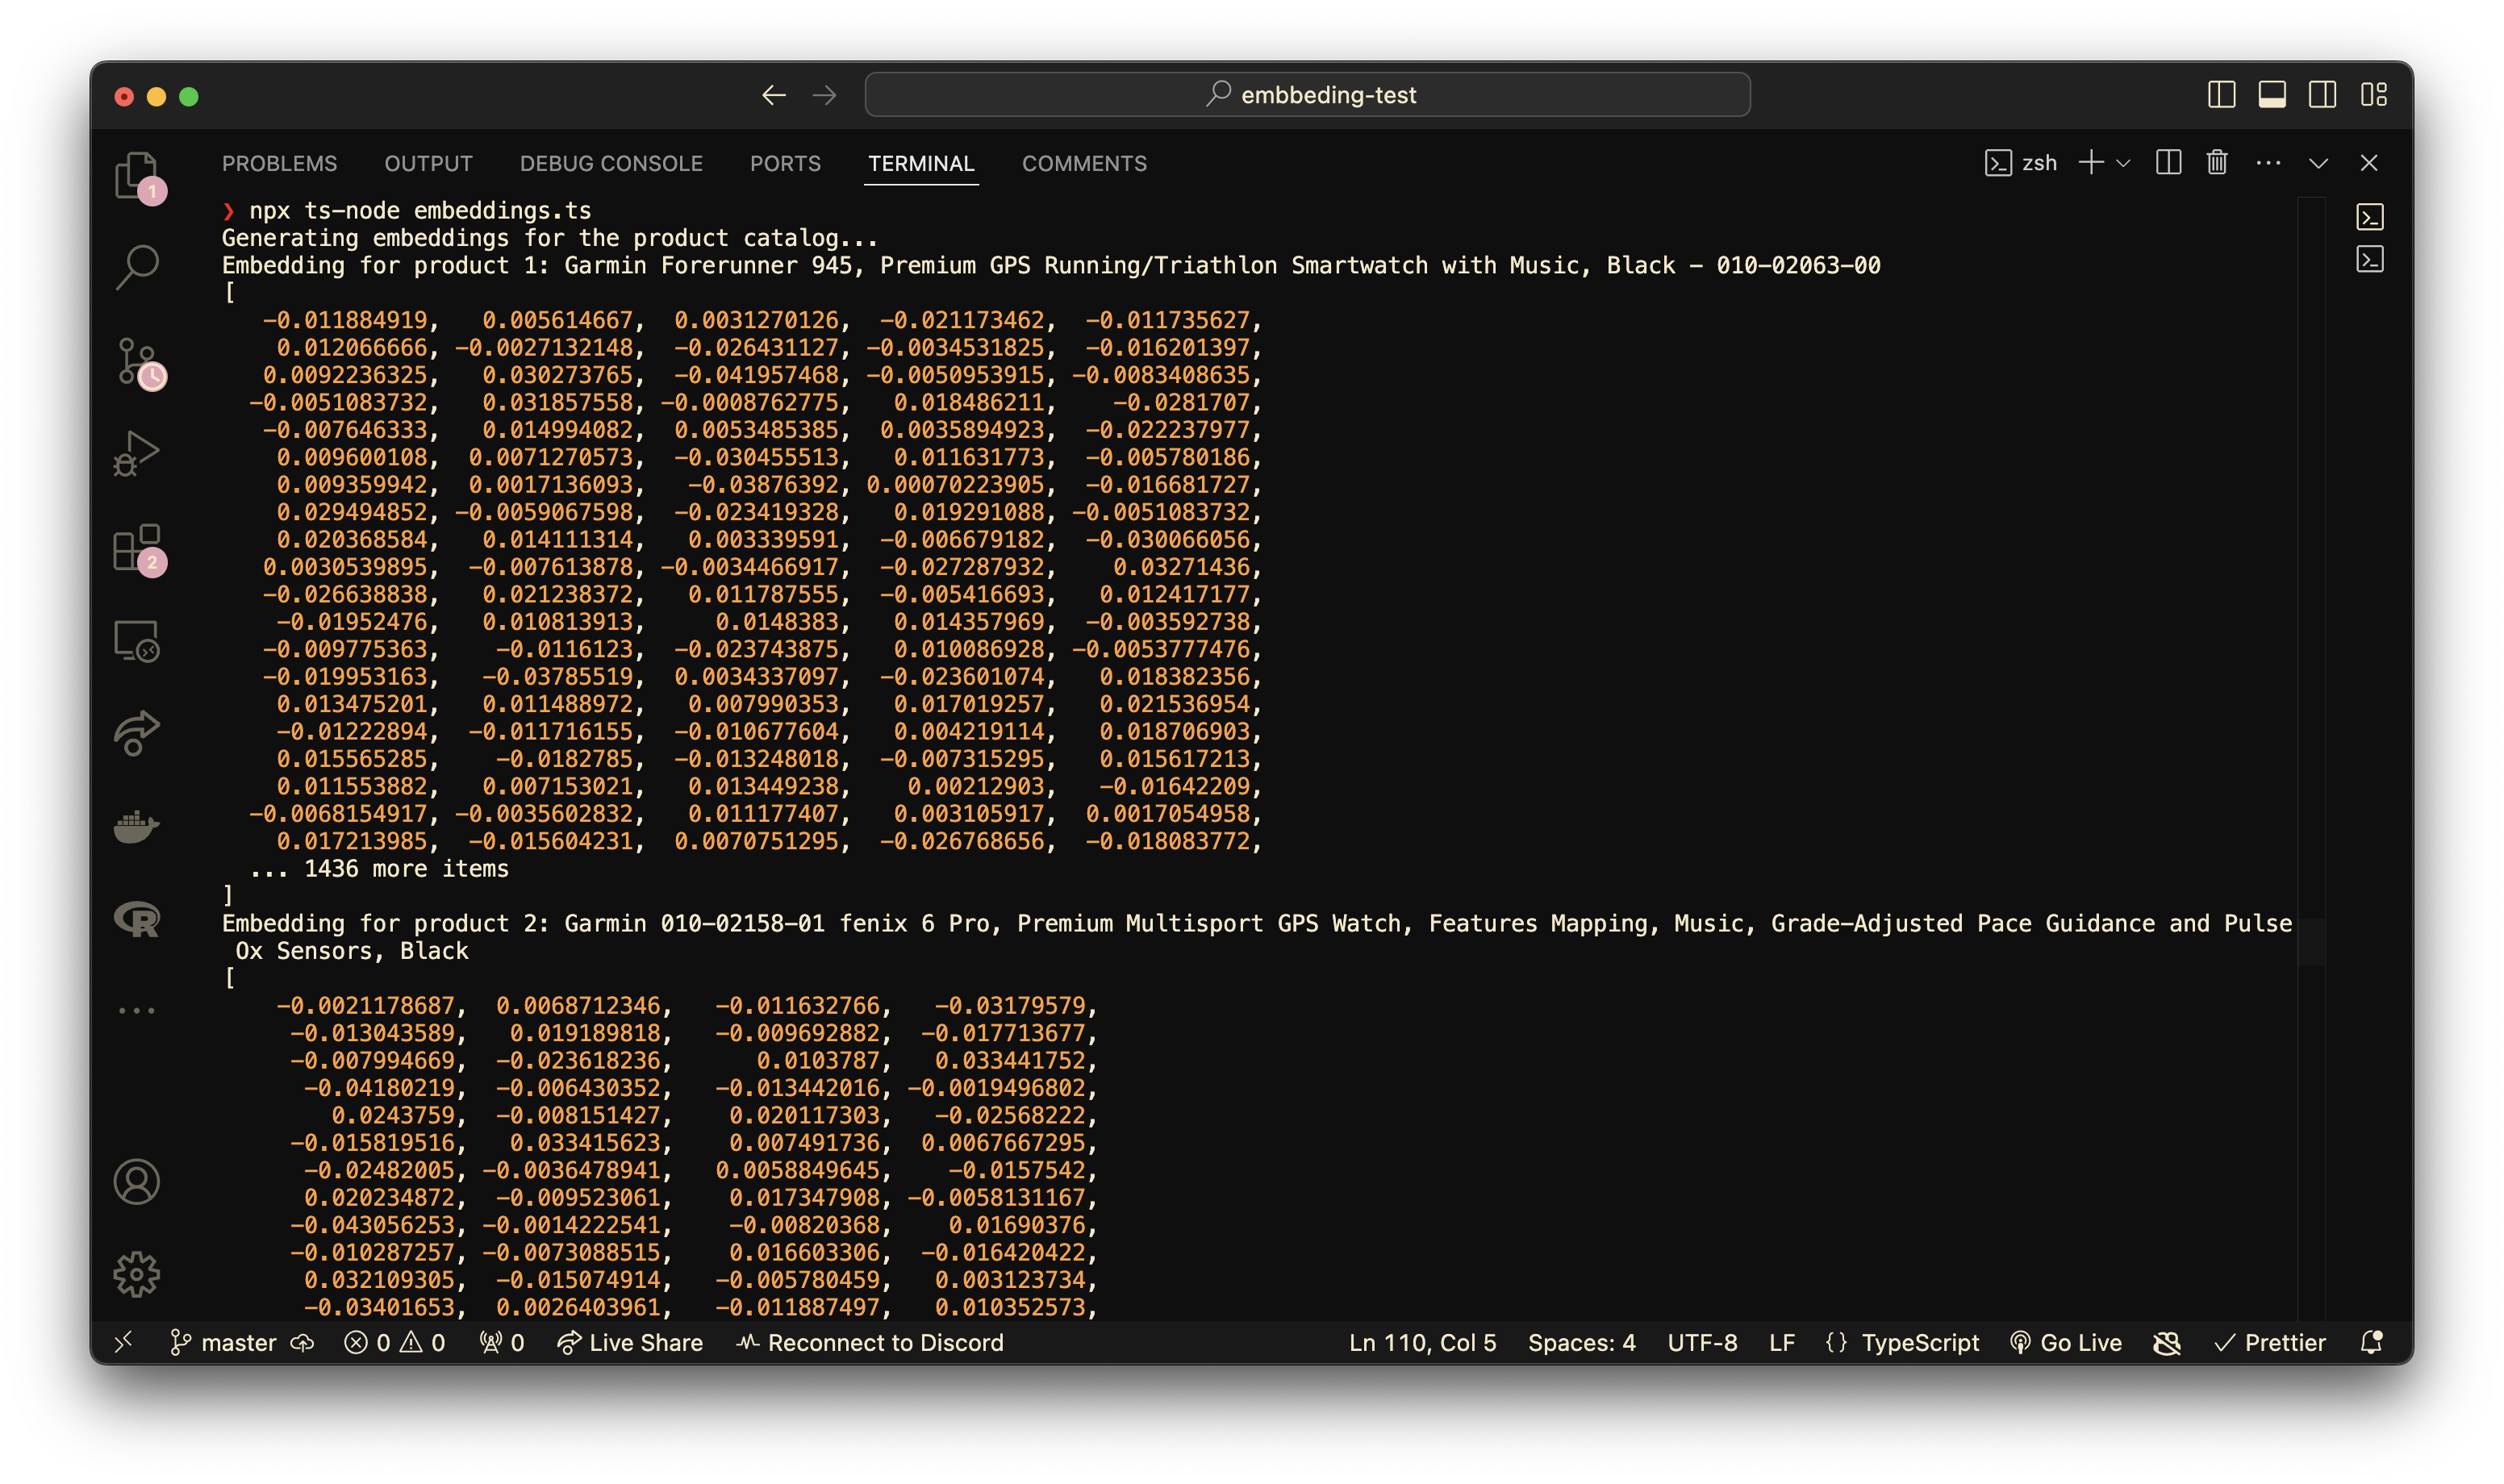 embbeding-test
PROBLEMS OUTPUT DEBUG CONSOLE PORTS TERMINAL COMMENTS zsh
1
❯ npx ts-node embeddings.ts
Generating embeddings for the product catalog...
Embedding for product 1: Garmin Forerunner 945, Premium GPS Running/Triathlon Smartwatch with Music, Black - 010-02063-00
[
-0.011884919, 0.005614667, 0.0031270126, -0.021173462, -0.011735627,
0.012066666, -0.0027132148, -0.026431127, -0.0034531825, -0.016201397,
0.0092236325, 0.030273765, -0.041957468, -0.0050953915, -0.0083408635,
-0.0051083732, 0.031857558, -0.0008762775, 0.018486211, -0.0281707,
-0.007646333, 0.014994082, 0.0053485385, 0.0035894923, -0.022237977,
0.009600108, 0.0071270573, -0.030455513, 0.011631773, -0.005780186,
0.009359942, 0.0017136093, -0.03876392, 0.00070223905, -0.016681727,
0.029494852, -0.0059067598, -0.023419328, 0.019291088, -0.0051083732,
0.020368584, 0.014111314, 0.003339591, -0.006679182, -0.030066056,
2
0.0030539895, -0.007613878, -0.0034466917, -0.027287932, 0.03271436,
-0.026638838, 0.021238372, 0.011787555, -0.005416693, 0.012417177,
-0.01952476, 0.010813913, 0.0148383, 0.014357969, -0.003592738,
-0.009775363, -0.0116123, -0.023743875, 0.010086928, -0.0053777476,
-0.019953163, -0.03785519, 0.0034337097, -0.023601074, 0.018382356,
0.013475201, 0.011488972, 0.007990353, 0.017019257, 0.021536954,
-0.01222894, -0.011716155, -0.010677604, 0.004219114, 0.018706903,
0.015565285, -0.0182785, -0.013248018, -0.007315295, 0.015617213,
0.011553882, 0.007153021, 0.013449238, 0.00212903, -0.01642209,
-0.0068154917, -0.0035602832, 0.011177407, 0.003105917, 0.0017054958,
0.017213985, -0.015604231, 0.0070751295, -0.026768656, -0.018083772,
... 1436 more items
]
R
Embedding for product 2: Garmin 010-02158-01 fenix 6 Pro, Premium Multisport GPS Watch, Features Mapping, Music, Grade-Adjusted Pace Guidance and Pulse
Ox Sensors, Black
[
-0.0021178687, 0.0068712346, -0.011632766, -0.03179579,
-0.013043589, 0.019189818, -0.009692882, -0.017713677,
-0.007994669, -0.023618236, 0.0103787, 0.033441752,
-0.04180219, -0.006430352, -0.013442016, -0.0019496802,
0.0243759, -0.008151427, 0.020117303, -0.02568222,
-0.015819516, 0.033415623, 0.007491736, 0.0067667295,
-0.02482005, -0.0036478941, 0.0058849645, -0.0157542,
0.020234872, -0.009523061, 0.017347908, -0.0058131167,
-0.043056253, -0.0014222541, -0.00820368, 0.01690376,
-0.010287257, -0.0073088515, 0.016603306, -0.016420422,
0.032109305, -0.015074914, -0.005780459, 0.003123734,
-0.03401653, 0.0026403961, -0.011887497, 0.010352573,
master 0 0 0 Live Share Reconnect to Discord Ln 110, Col 5 Spaces: 4 UTF-8 LF {} TypeScript Go Live Prettier